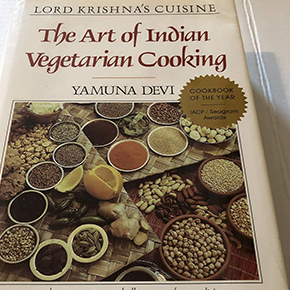 LORD KRISHNA'S CUISINE
The Art of Indian
Vegetarian Cooking
YAMUNA DEVI
COOKBOOK
OF THE YEAR
IACP / Seagram
Awards